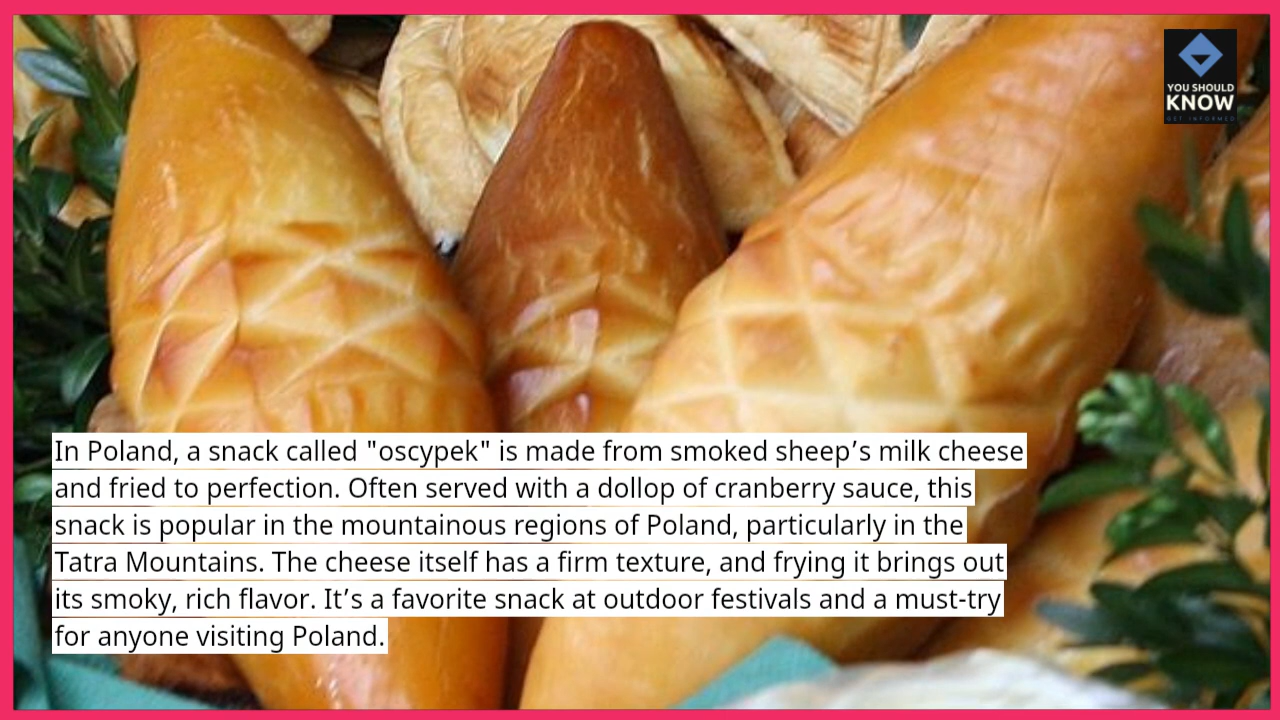 YOU SHOULD
KNOW
GET INFORMED
In Poland, a snack called "oscypek" is made from smoked sheep’s milk cheese
and fried to perfection. Often served with a dollop of cranberry sauce, this
snack is popular in the mountainous regions of Poland, particularly in the
Tatra Mountains. The cheese itself has a firm texture, and frying it brings out
its smoky, rich flavor. It’s a favorite snack at outdoor festivals and a must-try
for anyone visiting Poland.